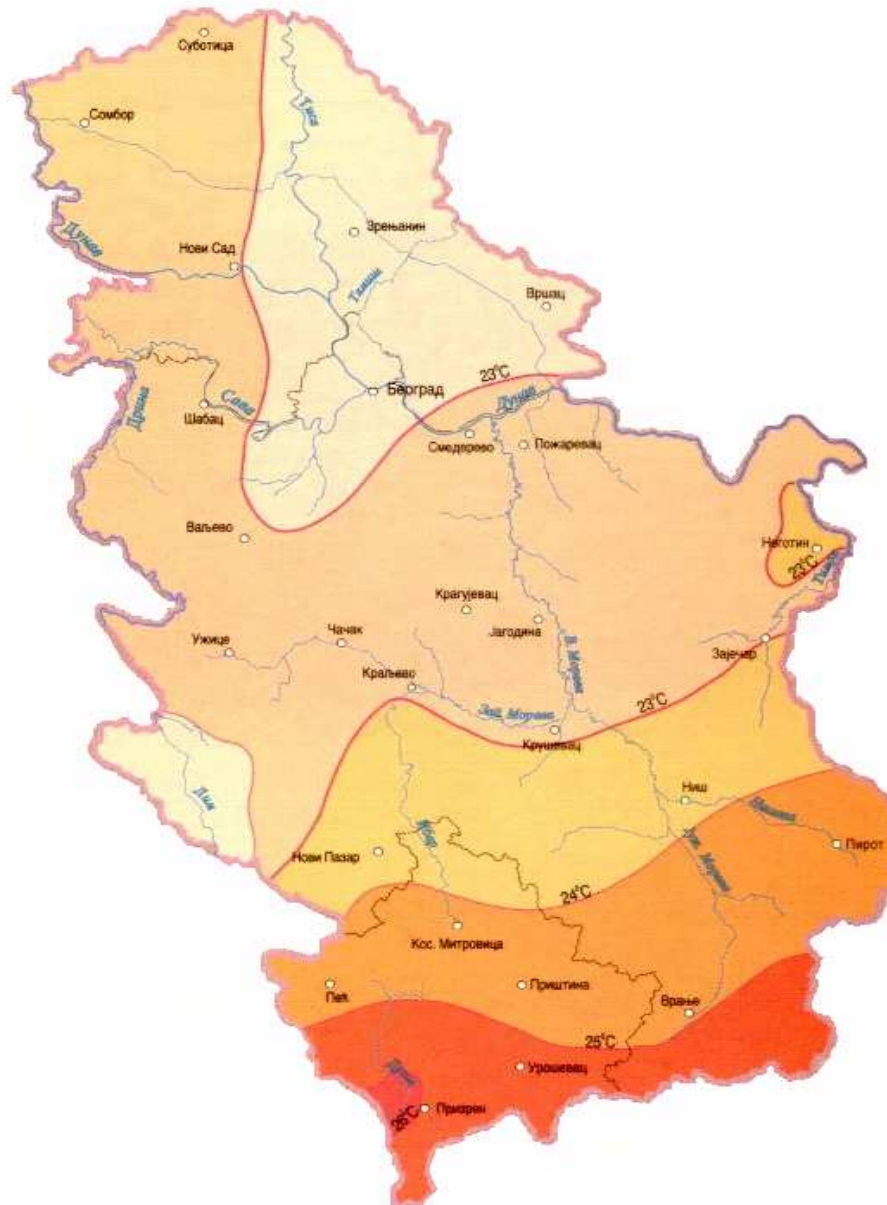 Суботица
Тиса
Сомбор
Зрењанин
Дунав
Нови Сад
Тамиш
Вршац
23°C
Београд
Дунав
Дрина
Сава
Шабац
Смедерево
Пожаревац
Ваљево
Неготин
23°C
Крагујевац
Јагодина
Чачак
Ужице
Зајечар
В. Морава
Краљево
23°C
Зап. Морава
Крушевац
Лим
Ниш
Ибар
Нови Пазар
Јуж. Морава
Пирот
24°C
Кос. Митровица
Пећ
Приштина
Врање
25°C
Урошевац
Дрим
26°C
Призрен